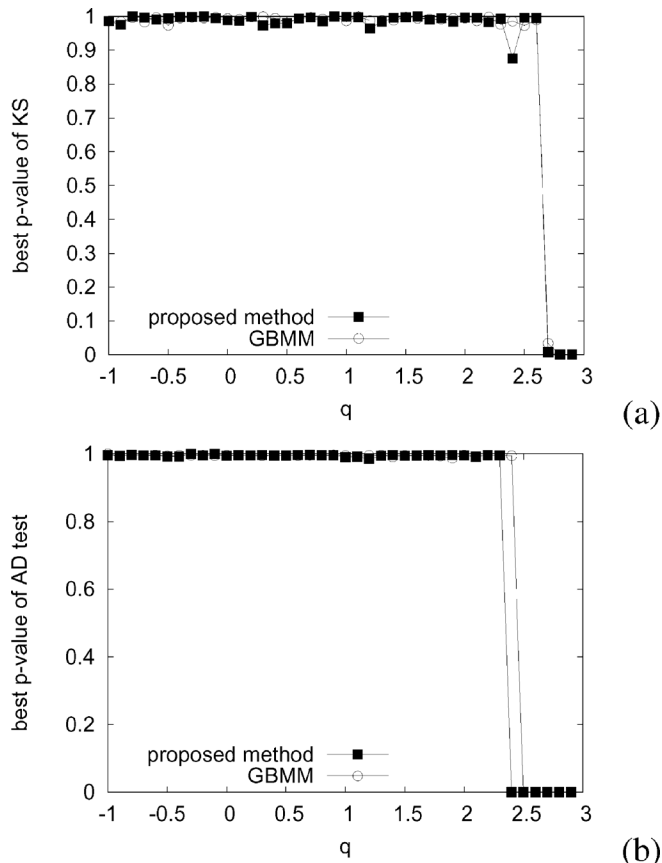 1
0.9
0.8
0.7
0.6
0.5
0.4
0.3
0.2
0.1
0
best p-value of KS
proposed method
GBMM
-1 -0.5 0 0.5 1 1.5 2 2.5 3
q
(a)
1
0.8
0.6
0.4
0.2
0
best p-value of AD test
proposed method
GBMM
-1 -0.5 0 0.5 1 1.5 2 2.5 3
q
(b)